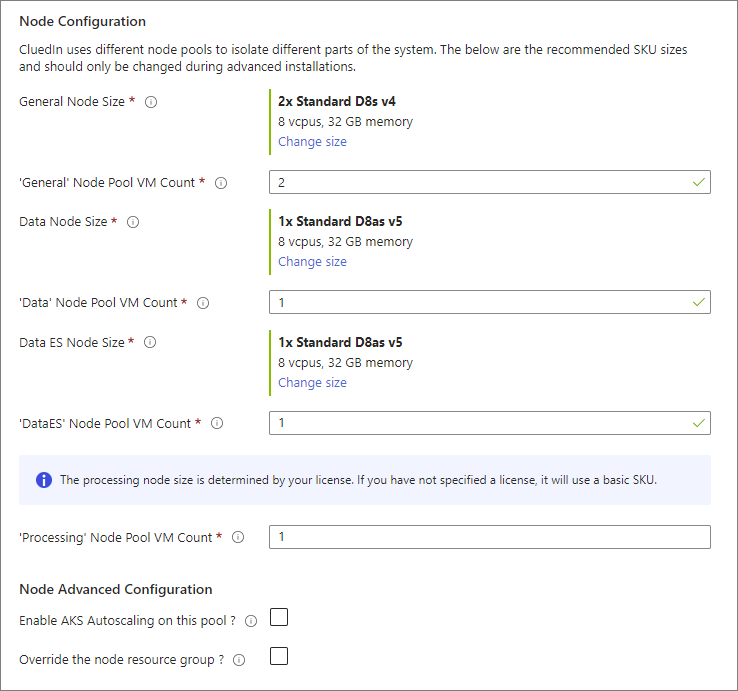 Node Configuration
CluedIn uses different node pools to isolate different parts of the system. The below are the recommended SKU sizes
and should only be changed during advanced installations.
General Node Size *
2x Standard D8s v4
8 vcpus, 32 GB memory
Change size
'General' Node Pool VM Count *
2
Data Node Size *
1x Standard D8as v5
8 vcpus, 32 GB memory
Change size
'Data' Node Pool VM Count *
1
Data ES Node Size *
1x Standard D8as v5
8 vcpus, 32 GB memory
Change size
'DataES' Node Pool VM Count *
1
The processing node size is determined by your license. If you have not specified a license, it will use a basic SKU.
'Processing' Node Pool VM Count *
1
Node Advanced Configuration
Enable AKS Autoscaling on this pool ?
Override the node resource group ?